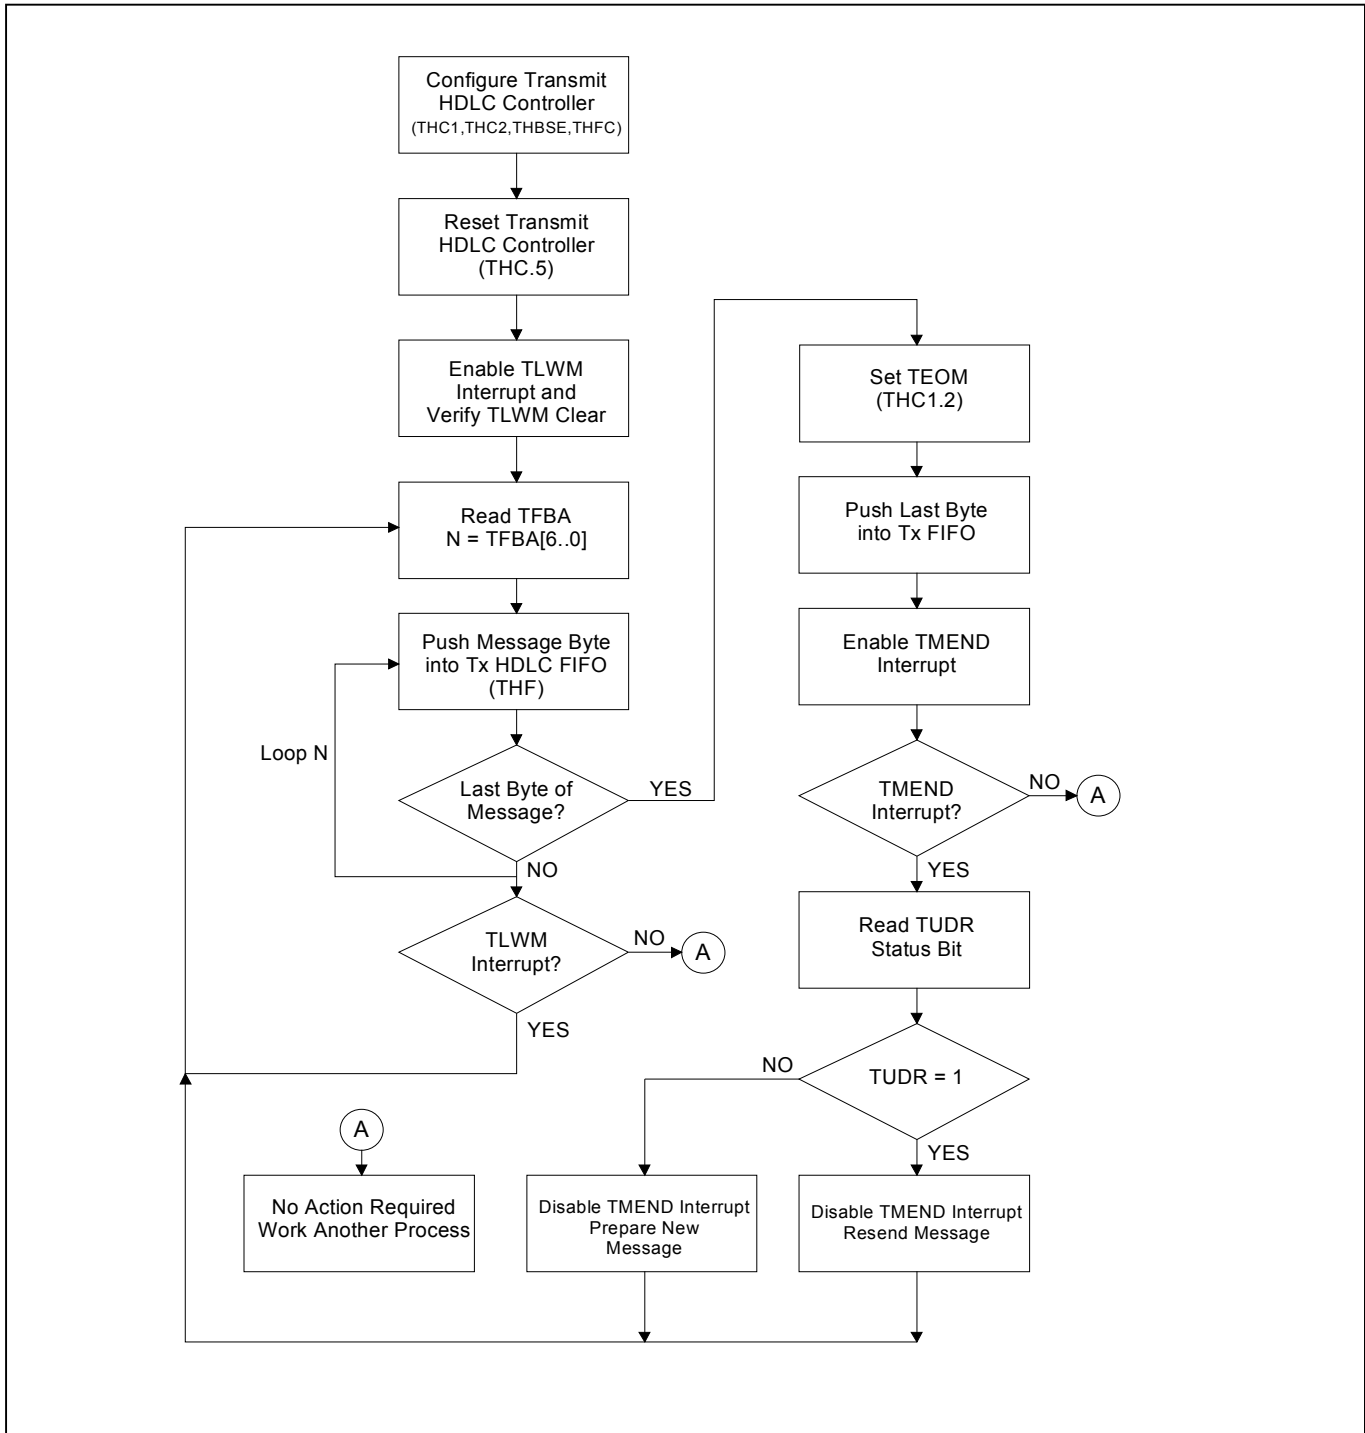 Configure Transmit
HDLC Controller
(THC1,THC2,THBSE,THFC)
Reset Transmit
HDLC Controller
(THC.5)
Enable TLWM
Interrupt and
Verify TLWM Clear
Read TFBA
N = TFBA[6..0]
Push Message Byte
into Tx HDLC FIFO
(THF)
Loop N
Last Byte of
Message?
YES
NO
TLWM
Interrupt?
NO
A
YES
A
No Action Required
Work Another Process
Set TEOM
(THC1.2)
Push Last Byte
into Tx FIFO
Enable TMEND
Interrupt
TMEND
Interrupt?
NO
A
YES
Read TUDR
Status Bit
TUDR = 1
NO
YES
Disable TMEND Interrupt
Prepare New
Message
Disable TMEND Interrupt
Resend Message